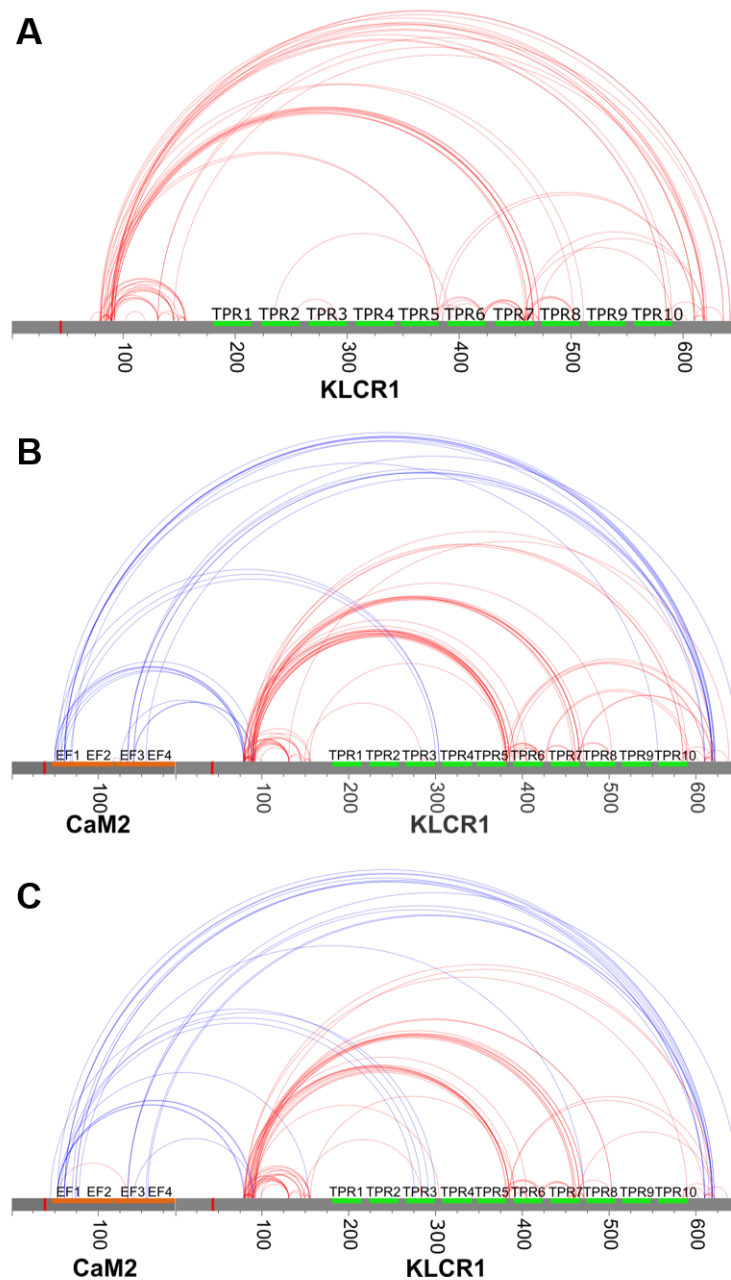 A
TPR1 TPR2 TPR3 TPR4 TPR5 TPR6 TPR7 TPR8 TPR9 TPR10
100 200 300 400 500 600
KLCR1
B
EF1 EF2 EF3 EF4 TPR1 TPR2 TPR3 TPR4 TPR5 TPR6 TPR7 TPR8 TPR9 TPR10
100 100 200 300 400 500 600
CaM2 KLCR1
C
EF1 EF2 EF3 EF4 TPR1 TPR2 TPR3 TPR4 TPR5 TPR6 TPR7 TPR8 TPR9 TPR10
100 100 200 300 400 500 600
CaM2 KLCR1